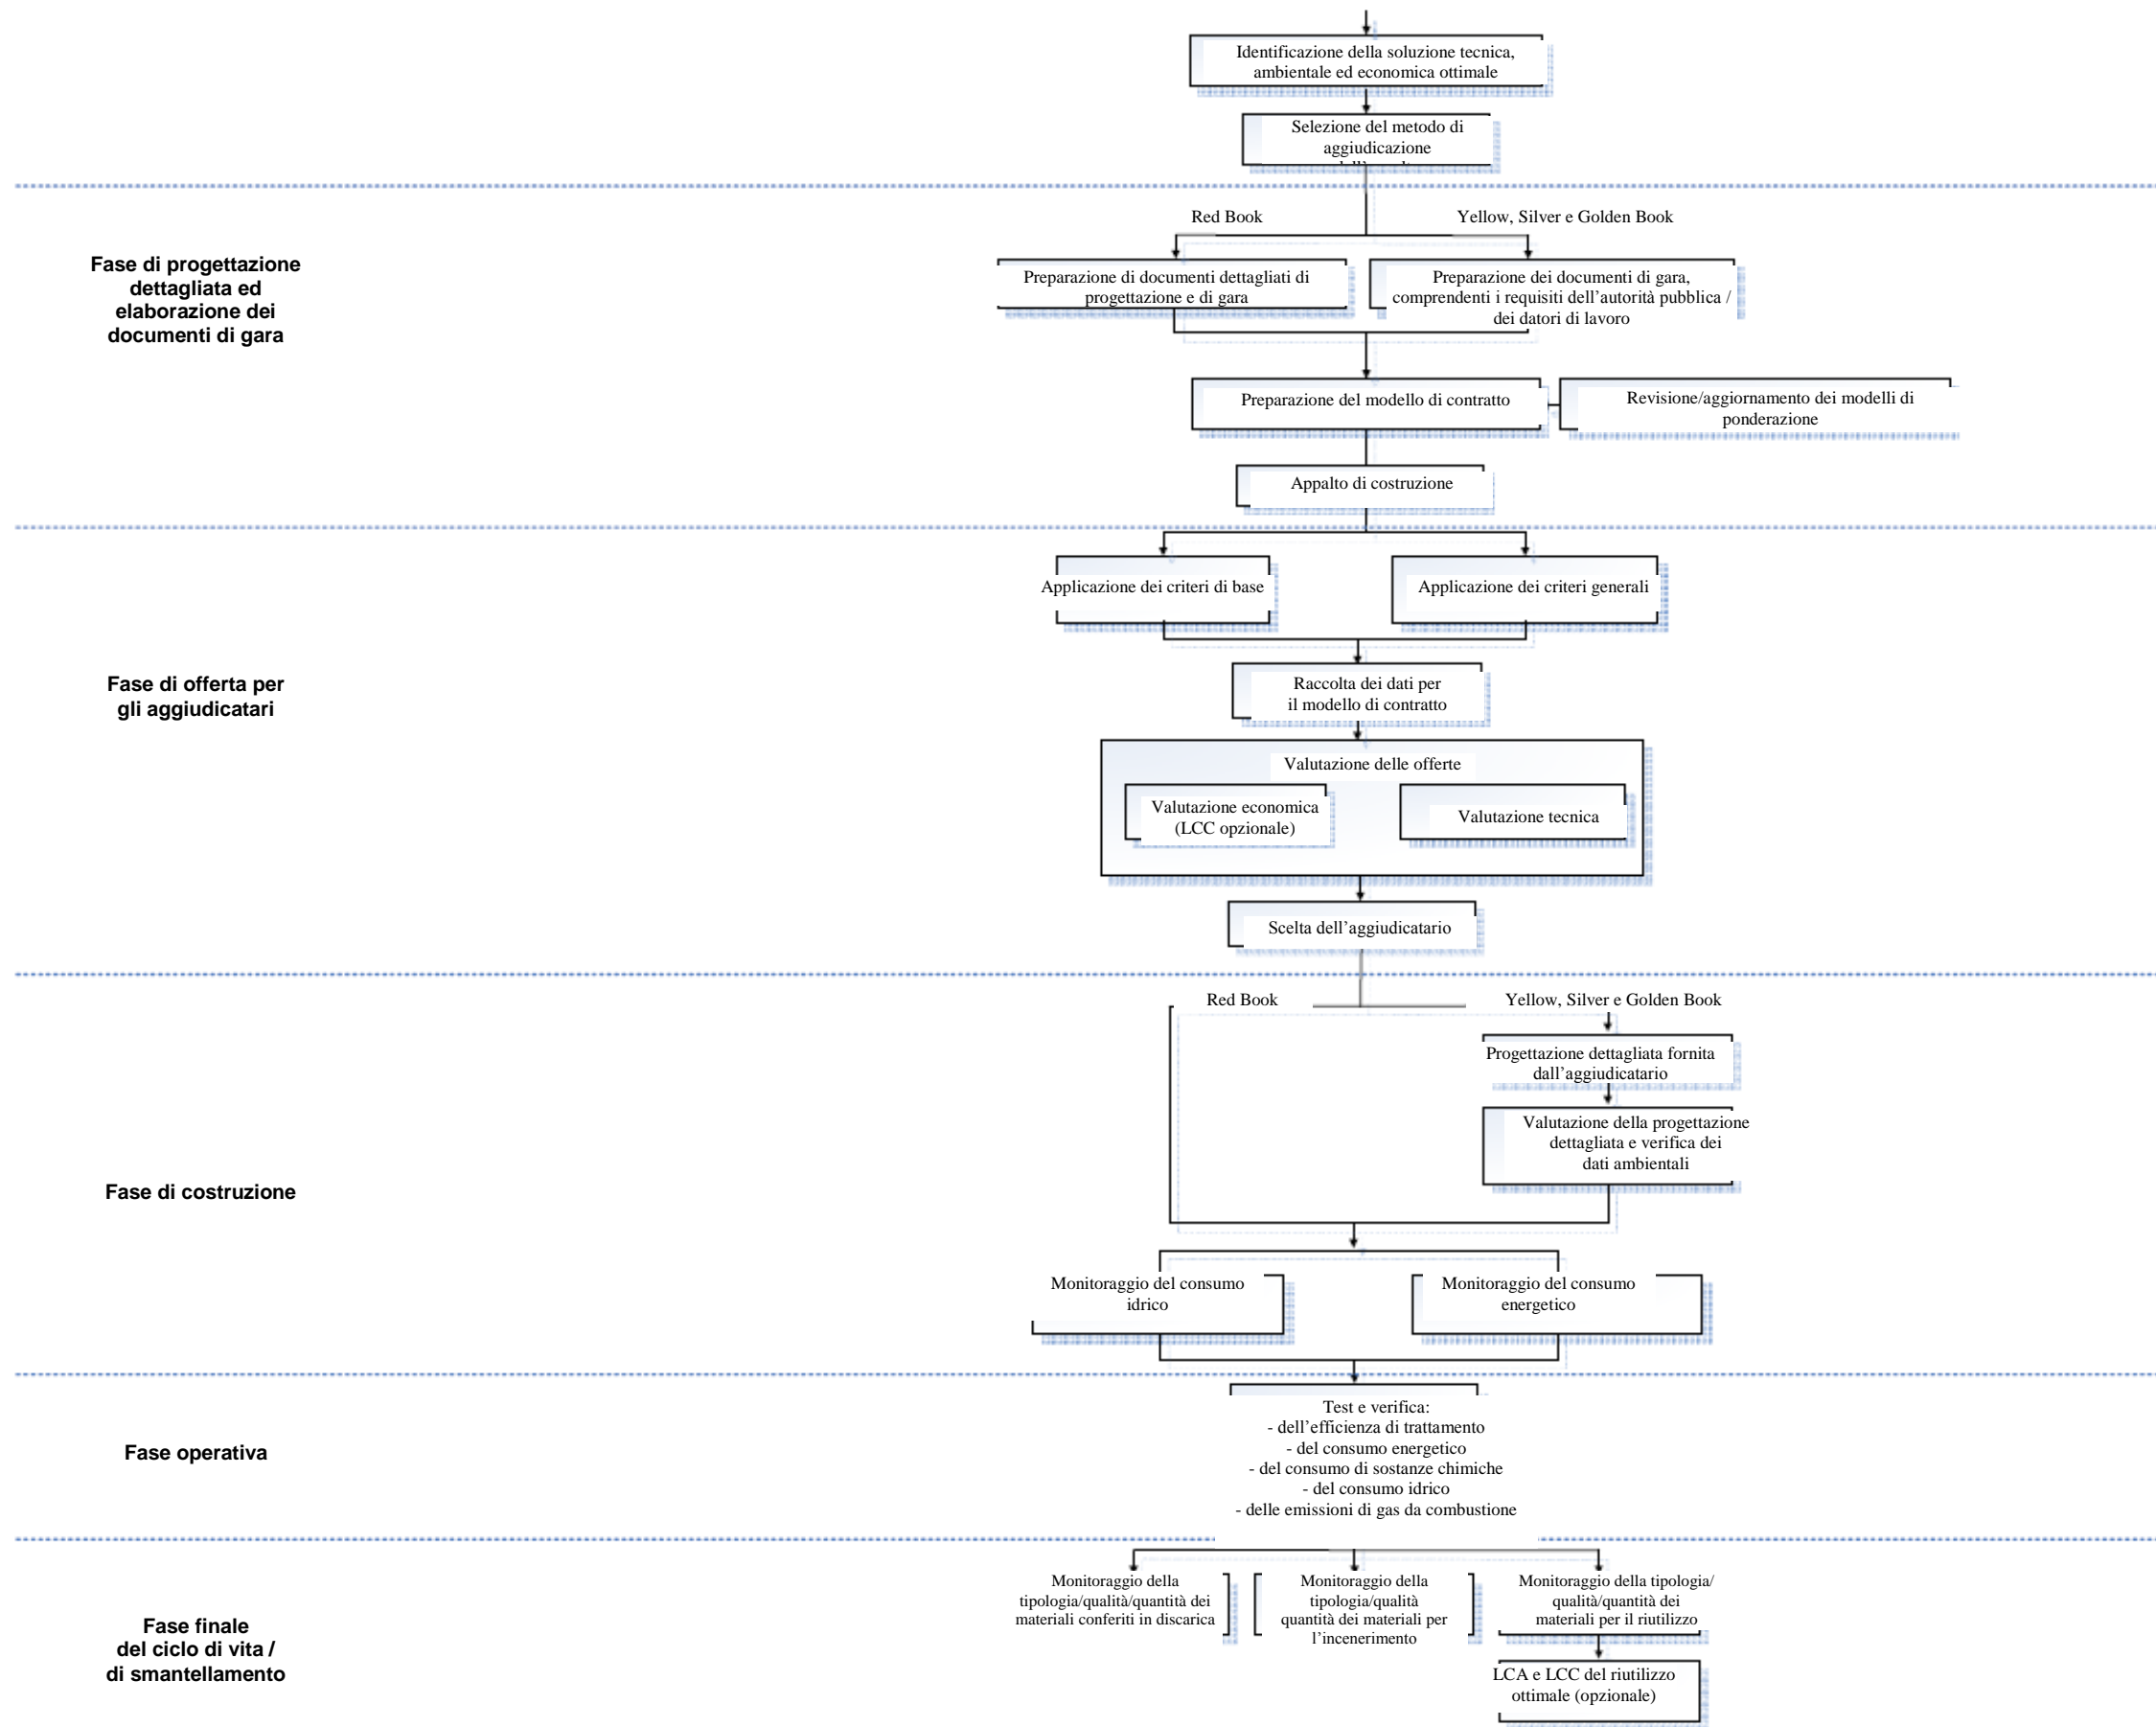 Identificazione della soluzione tecnica,
ambientale ed economica ottimale
Selezione del metodo di
aggiudicazione
Red Book
Yellow, Silver e Golden Book
Fase di progettazione
dettagliata ed
elaborazione dei
documenti di gara
Preparazione di documenti dettagliati di
progettazione e di gara
Preparazione dei documenti di gara,
comprendenti i requisiti dell'autorità pubblica /
dei datori di lavoro
Preparazione del modello di contratto
Revisione/aggiornamento dei modelli di
ponderazione
Appalto di costruzione
Applicazione dei criteri di base
Applicazione dei criteri generali
Fase di offerta per
gli aggiudicatari
Raccolta dei dati per
il modello di contratto
Valutazione delle offerte
Valutazione economica
(LCC opzionale)
Valutazione tecnica
Scelta dell'aggiudicatario
Red Book
Yellow, Silver e Golden Book
Progettazione dettagliata fornita
dall'aggiudicatario
Valutazione della progettazione
dettagliata e verifica dei
dati ambientali
Fase di costruzione
Monitoraggio del consumo
idrico
Monitoraggio del consumo
energetico
Fase operativa
Test e verifica:
- dell'efficienza di trattamento
- del consumo energetico
- del consumo di sostanze chimiche
- del consumo idrico
- delle emissioni di gas da combustione
Fase finale
del ciclo di vita /
di smantellamento
Monitoraggio della
tipologia/qualità/quantità dei
materiali conferiti in discarica
Monitoraggio della
tipologia/qualità
quantità dei materiali per
l'incenerimento
Monitoraggio della tipologia/
qualità/quantità dei
materiali per il riutilizzo
LCA e LCC del riutilizzo
ottimale (opzionale)